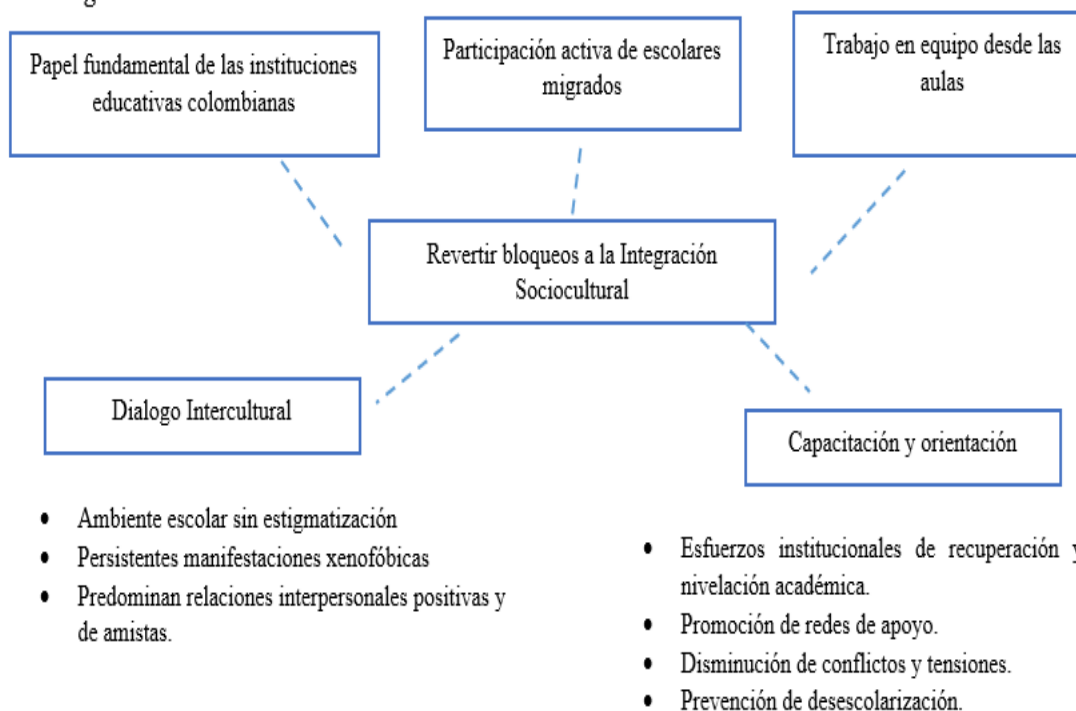 Papel fundamental de las instituciones
educativas colombianas
Participación activa de escolares
migrados
Trabajo en equipo desde las
aulas
Revertir bloqueos a la Integración
Sociocultural
Dialogo Intercultural
Capacitación y orientación
• Ambiente escolar sin estigmatización
• Persistentes manifestaciones xenofóbicas
• Predominan relaciones interpersonales positivas y
de amistas.
• Esfuerzos institucionales de recuperación y
nivelación académica.
• Promoción de redes de apoyo.
• Disminución de conflictos y tensiones.
• Prevención de desescolarización.